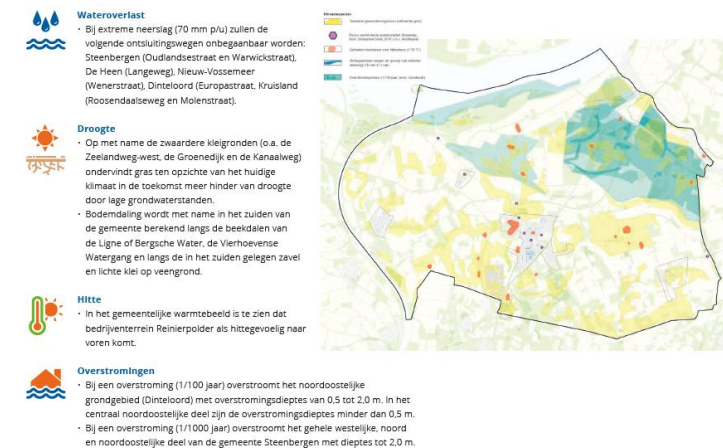 Wateroverlast
• Bij extreme neerslag (70 mm p/u) zullen de
volgende ontsluitingswegen onbegaanbaar worden:
Steenbergen (Oudlandsestraat en Warwickstraat),
De Heen (Langeweg), Nieuw-Vossemeer
(Wenerstraat), Dinteloord (Europastraat, Kruisland
(Roosendaalseweg en Molenstraat).
Droogte
• Op met name de zwaardere kleigronden (o.a. de
Zeelandweg-west, de Groenedijk en de Kanaalweg)
ondervindt gras ten opzichte van het huidige
klimaat in de toekomst meer hinder van droogte
door lage grondwaterstanden.
• Bodemdaling wordt met name in het zuiden van
de gemeente berekend langs de beekdalen van
de Ligne of Bergsche Water, de Vierhoevense
Watergang en langs de in het zuiden gelegen zavel
en lichte klei op veengrond.
Hitte
• In het gemeentelijke warmtebeeld is te zien dat
bedrijventerrein Reinierpolder als hittegevoelig naar
voren komt.
Overstromingen
• Bij een overstroming (1/100 jaar) overstroomt het noordoostelijke
grondgebied (Dinteloord) met overstromingsdieptes van 0,5 tot 2,0 m. In het
centraal noordoostelijke deel zijn de overstromingsdieptes minder dan 0,5 m.
• Bij een overstroming (1/1000 jaar) overstroomt het gehele westelijke, noord
en noordoostelijke deel van de gemeente Steenbergen met dieptes tot 2,0 m.